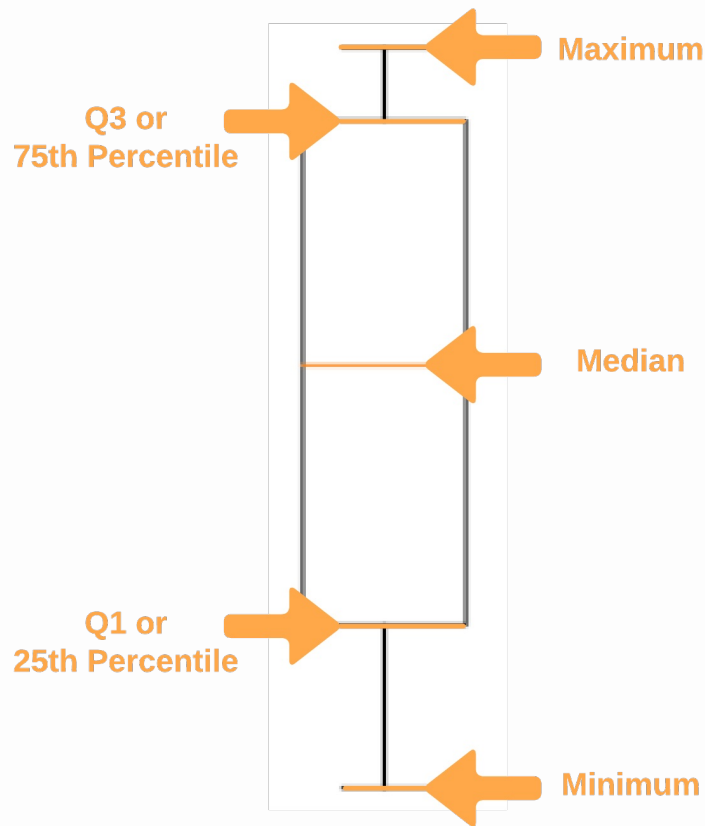 Maximum
Q3 or
75th Percentile
Median
Q1 or
25th Percentile
Minimum